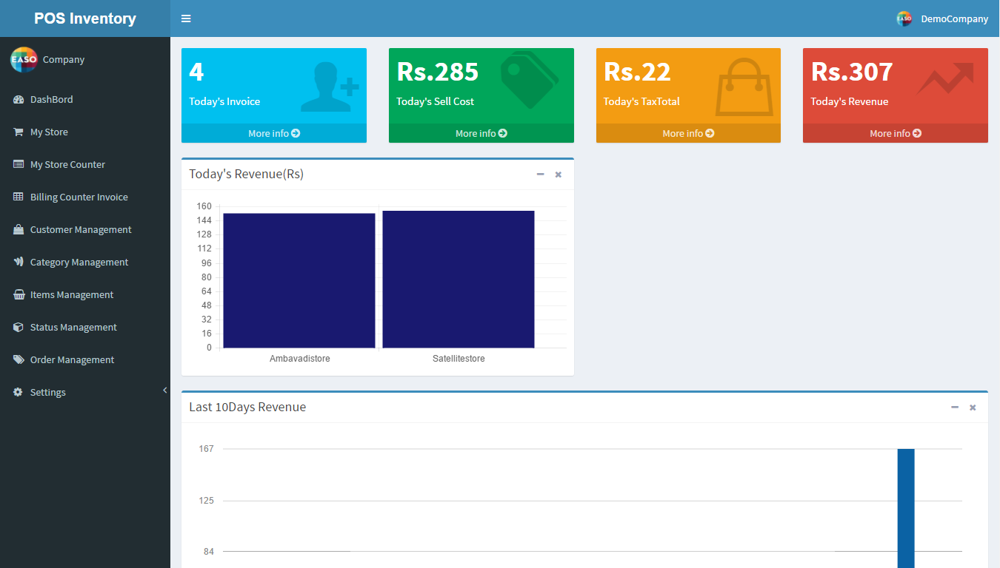 POS Inventory
EASO
DemoCompany
EASO
Company
DashBord
My Store
My Store Counter
Billing Counter Invoice
Customer Management
Category Management
Items Management
Status Management
Order Management
Settings
4
Today's Invoice
More info
Rs.285
Today's Sell Cost
More info
Rs.22
Today's TaxTotal
More info
Rs.307
Today's Revenue
More info
Today's Revenue(Rs)
160
144
128
112
96
80
64
48
32
16
0
Ambavadistore
Satellitestore
Last 10Days Revenue
167
125
84